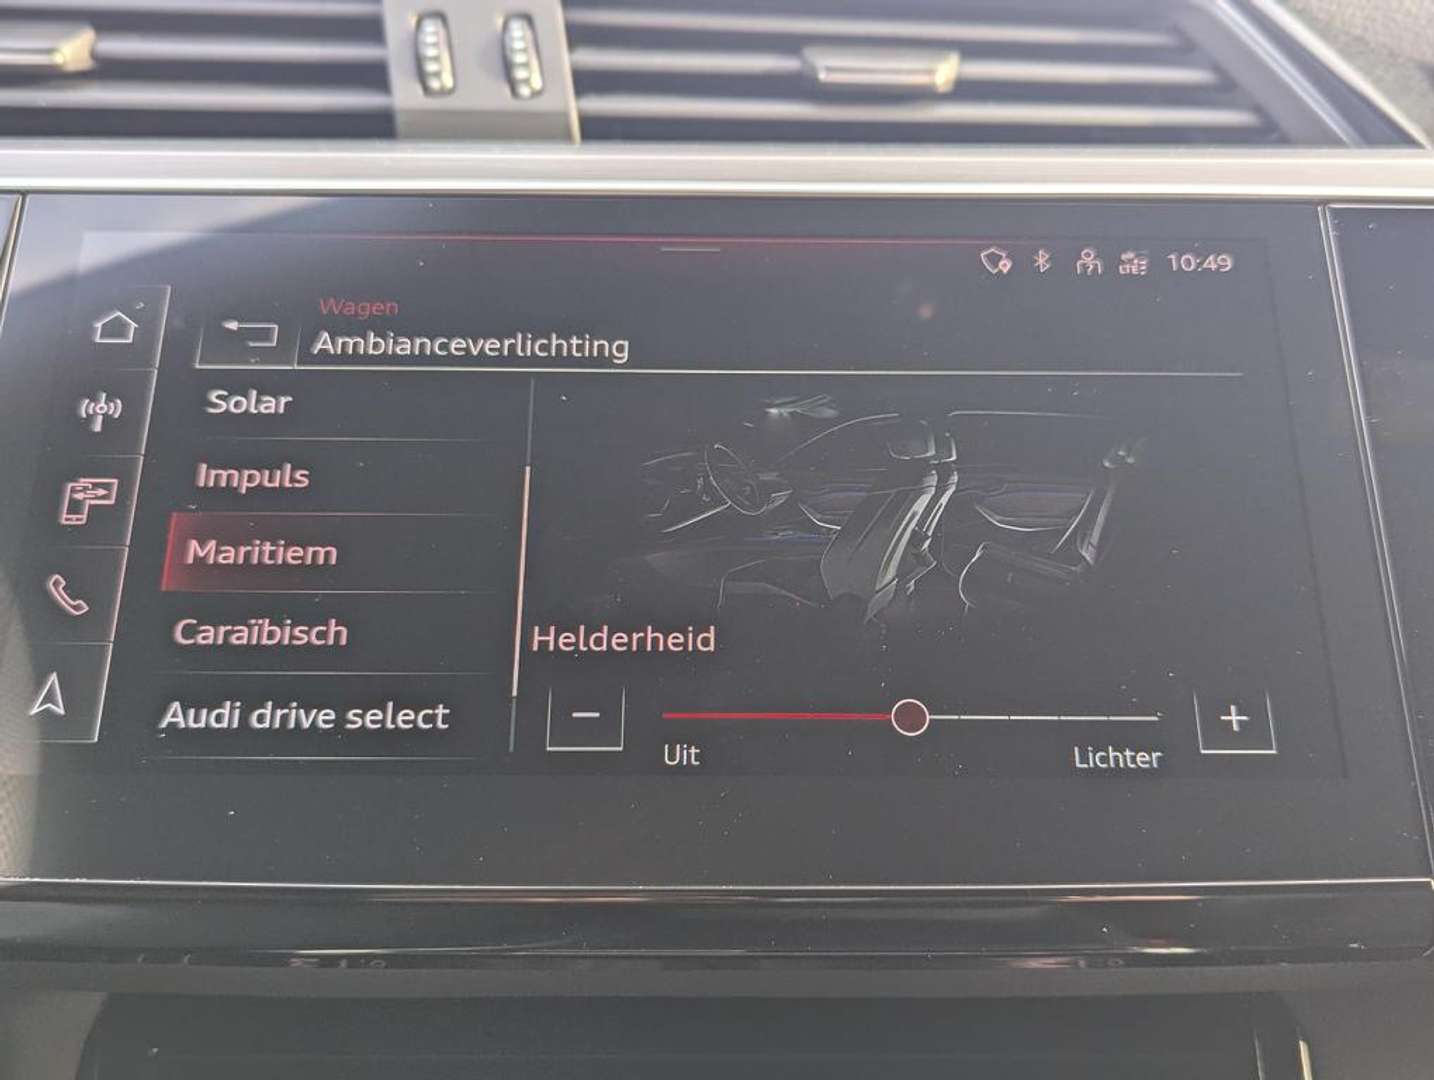 10:49
Wagen
Ambianceverlichting
Solar
Impuls
Maritiem
Caraïbisch
Audi drive select
Helderheid
−
+
Uit
Lichter